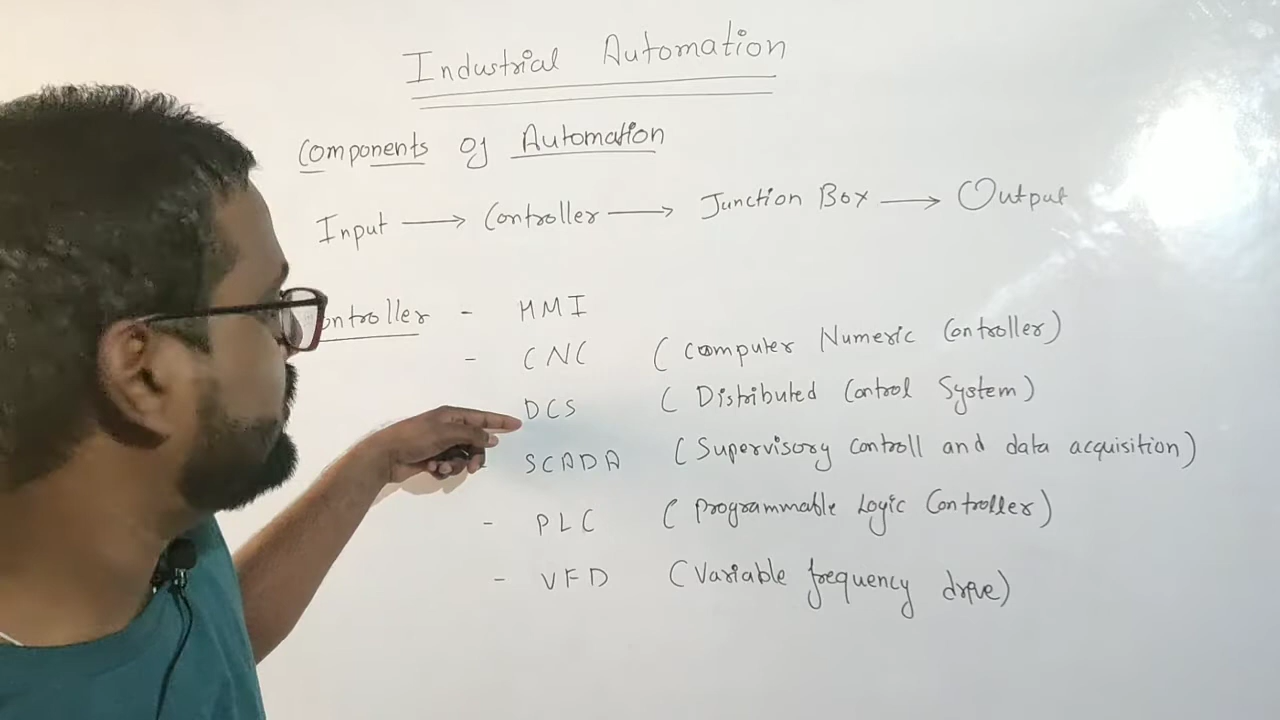 Industrial Automation
Components of Automation
Input → Controller → Junction Box → Output
ontroller - HMI
- CNC (Computer Numeric Controller)
DCS (Distributed Control System)
- SCADA (Supervisory controll and data acquisition)
- PLC (Programmable Logic Controller)
- VFD (Variable frequency drive)